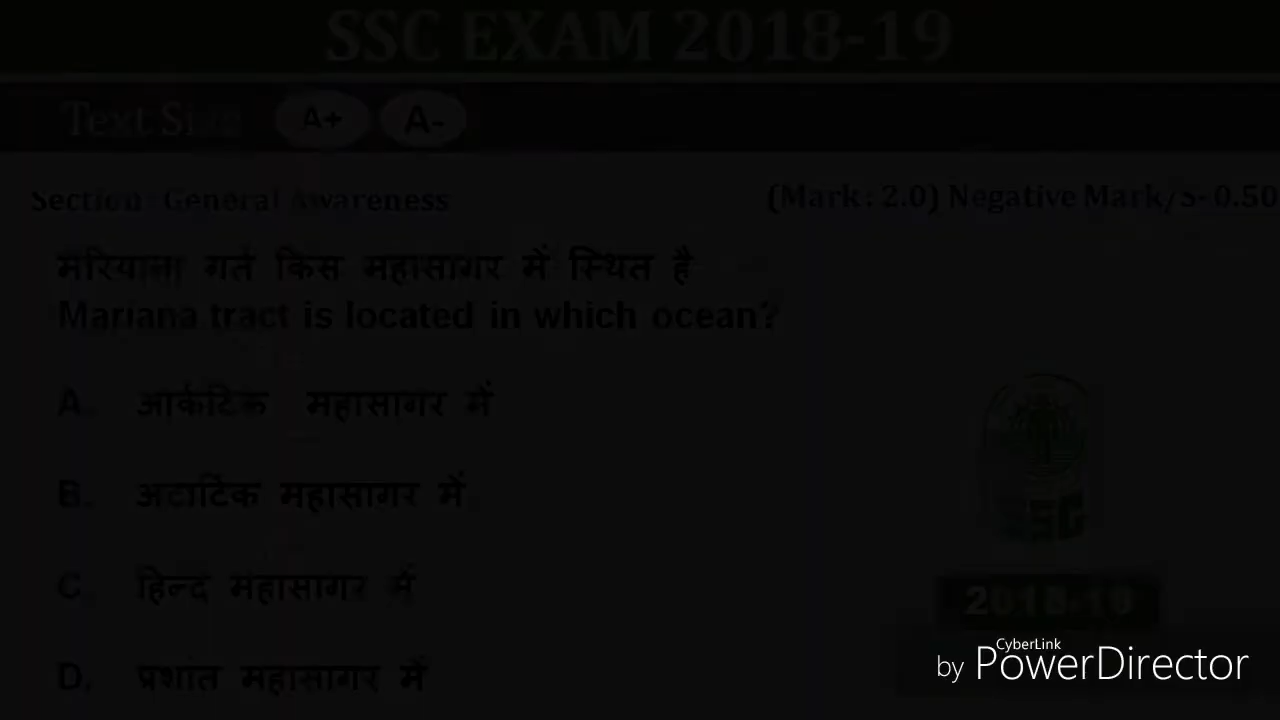 SSC EXAM 2018-19
Text Size A+ A-
Section : General Awareness (Mark : 2.0) Negative Mark/S- 0.50
मरियाना गर्त किस महासागर में स्थित है
Mariana tract is located in which ocean?
A. आर्कटिक महासागर में
B. अटार्टिक महासागर में
C. हिन्द महासागर में
D. प्रशांत महासागर में
SSC
2018-19
CyberLink
by PowerDirector